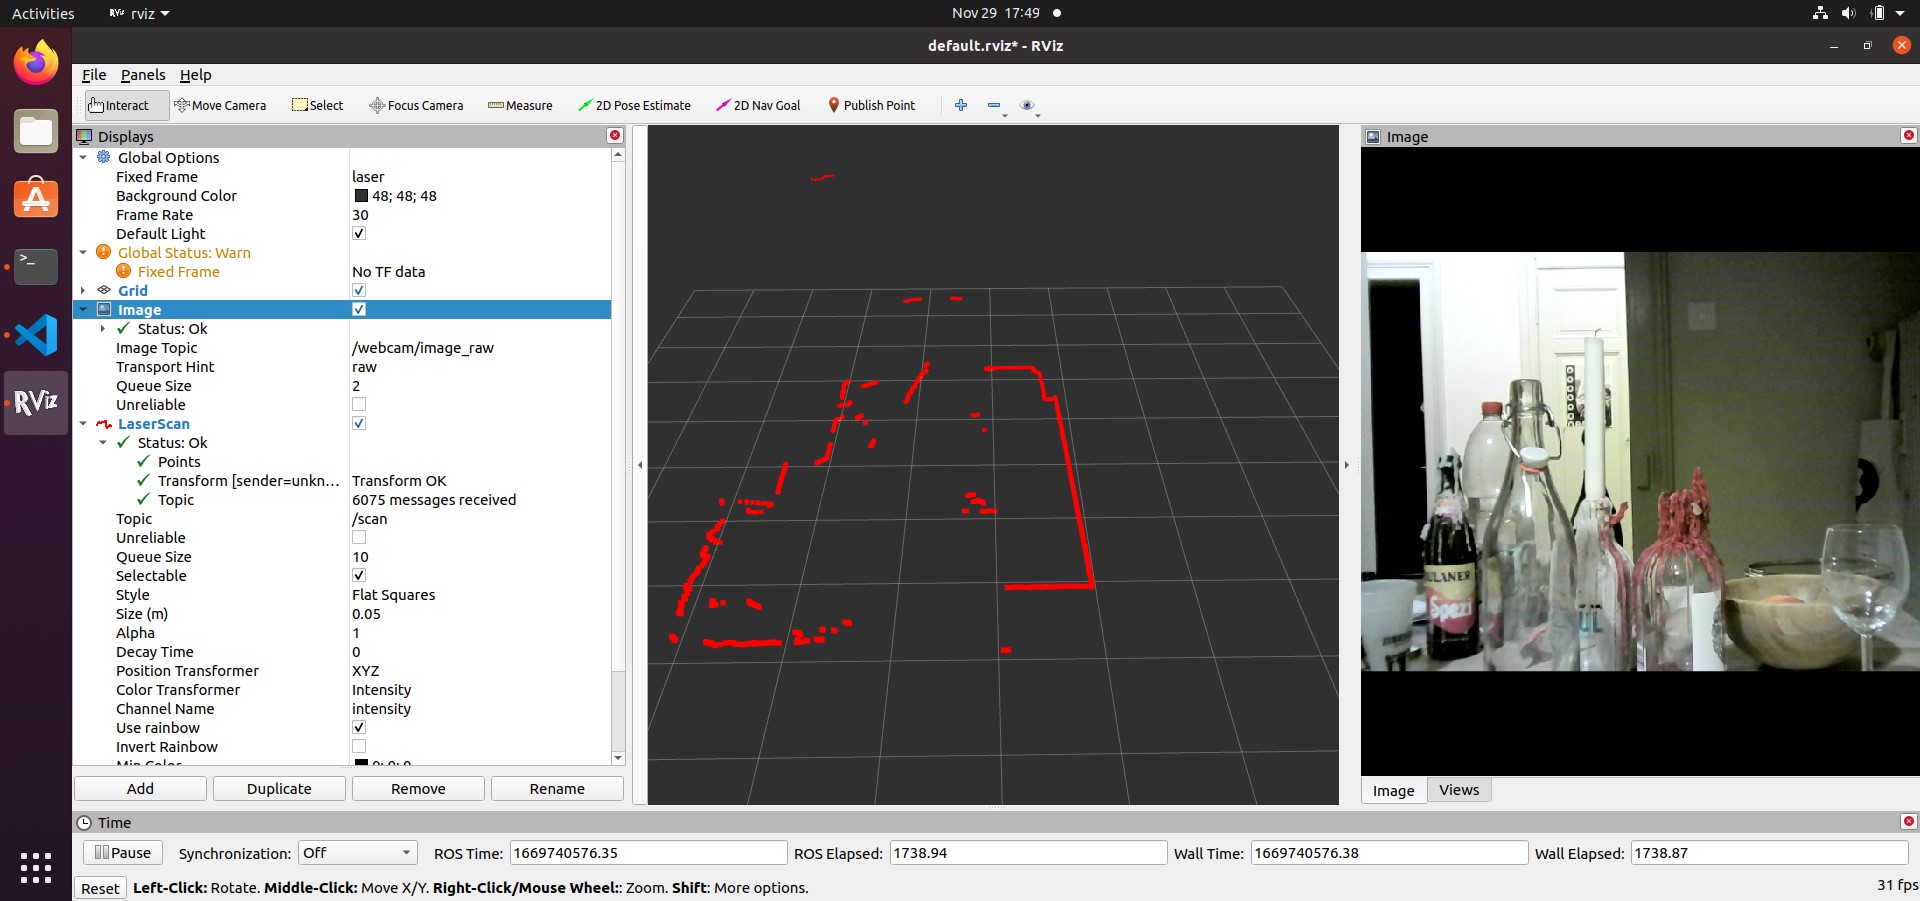 Activities rviz Nov 29 17:49
default.rviz* - RViz
File Panels Help
Interact Move Camera Select Focus Camera Measure 2D Pose Estimate 2D Nav Goal Publish Point
Displays
Global Options
Fixed Frame laser
Background Color 48; 48; 48
Frame Rate 30
Default Light
Global Status: Warn
Fixed Frame No TF data
Grid
Image
Status: Ok
Image Topic /webcam/image_raw
Transport Hint raw
Queue Size 2
Unreliable
LaserScan
Status: Ok
Points
Transform [sender=unkn... Transform OK
Topic 6075 messages received
Topic /scan
Unreliable
Queue Size 10
Selectable
Style Flat Squares
Size (m) 0.05
Alpha 1
Decay Time 0
Position Transformer XYZ
Color Transformer Intensity
Channel Name intensity
Use rainbow
Invert Rainbow
Min Color 0; 0; 0
Add Duplicate Remove Rename
Image
ULANER
Spezi
Image Views
Time
Pause Synchronization: Off ROS Time: 1669740576.35 ROS Elapsed: 1738.94 Wall Time: 1669740576.38 Wall Elapsed: 1738.87
Reset Left-Click: Rotate. Middle-Click: Move X/Y. Right-Click/Mouse Wheel:: Zoom. Shift: More options. 31 fps
RViz